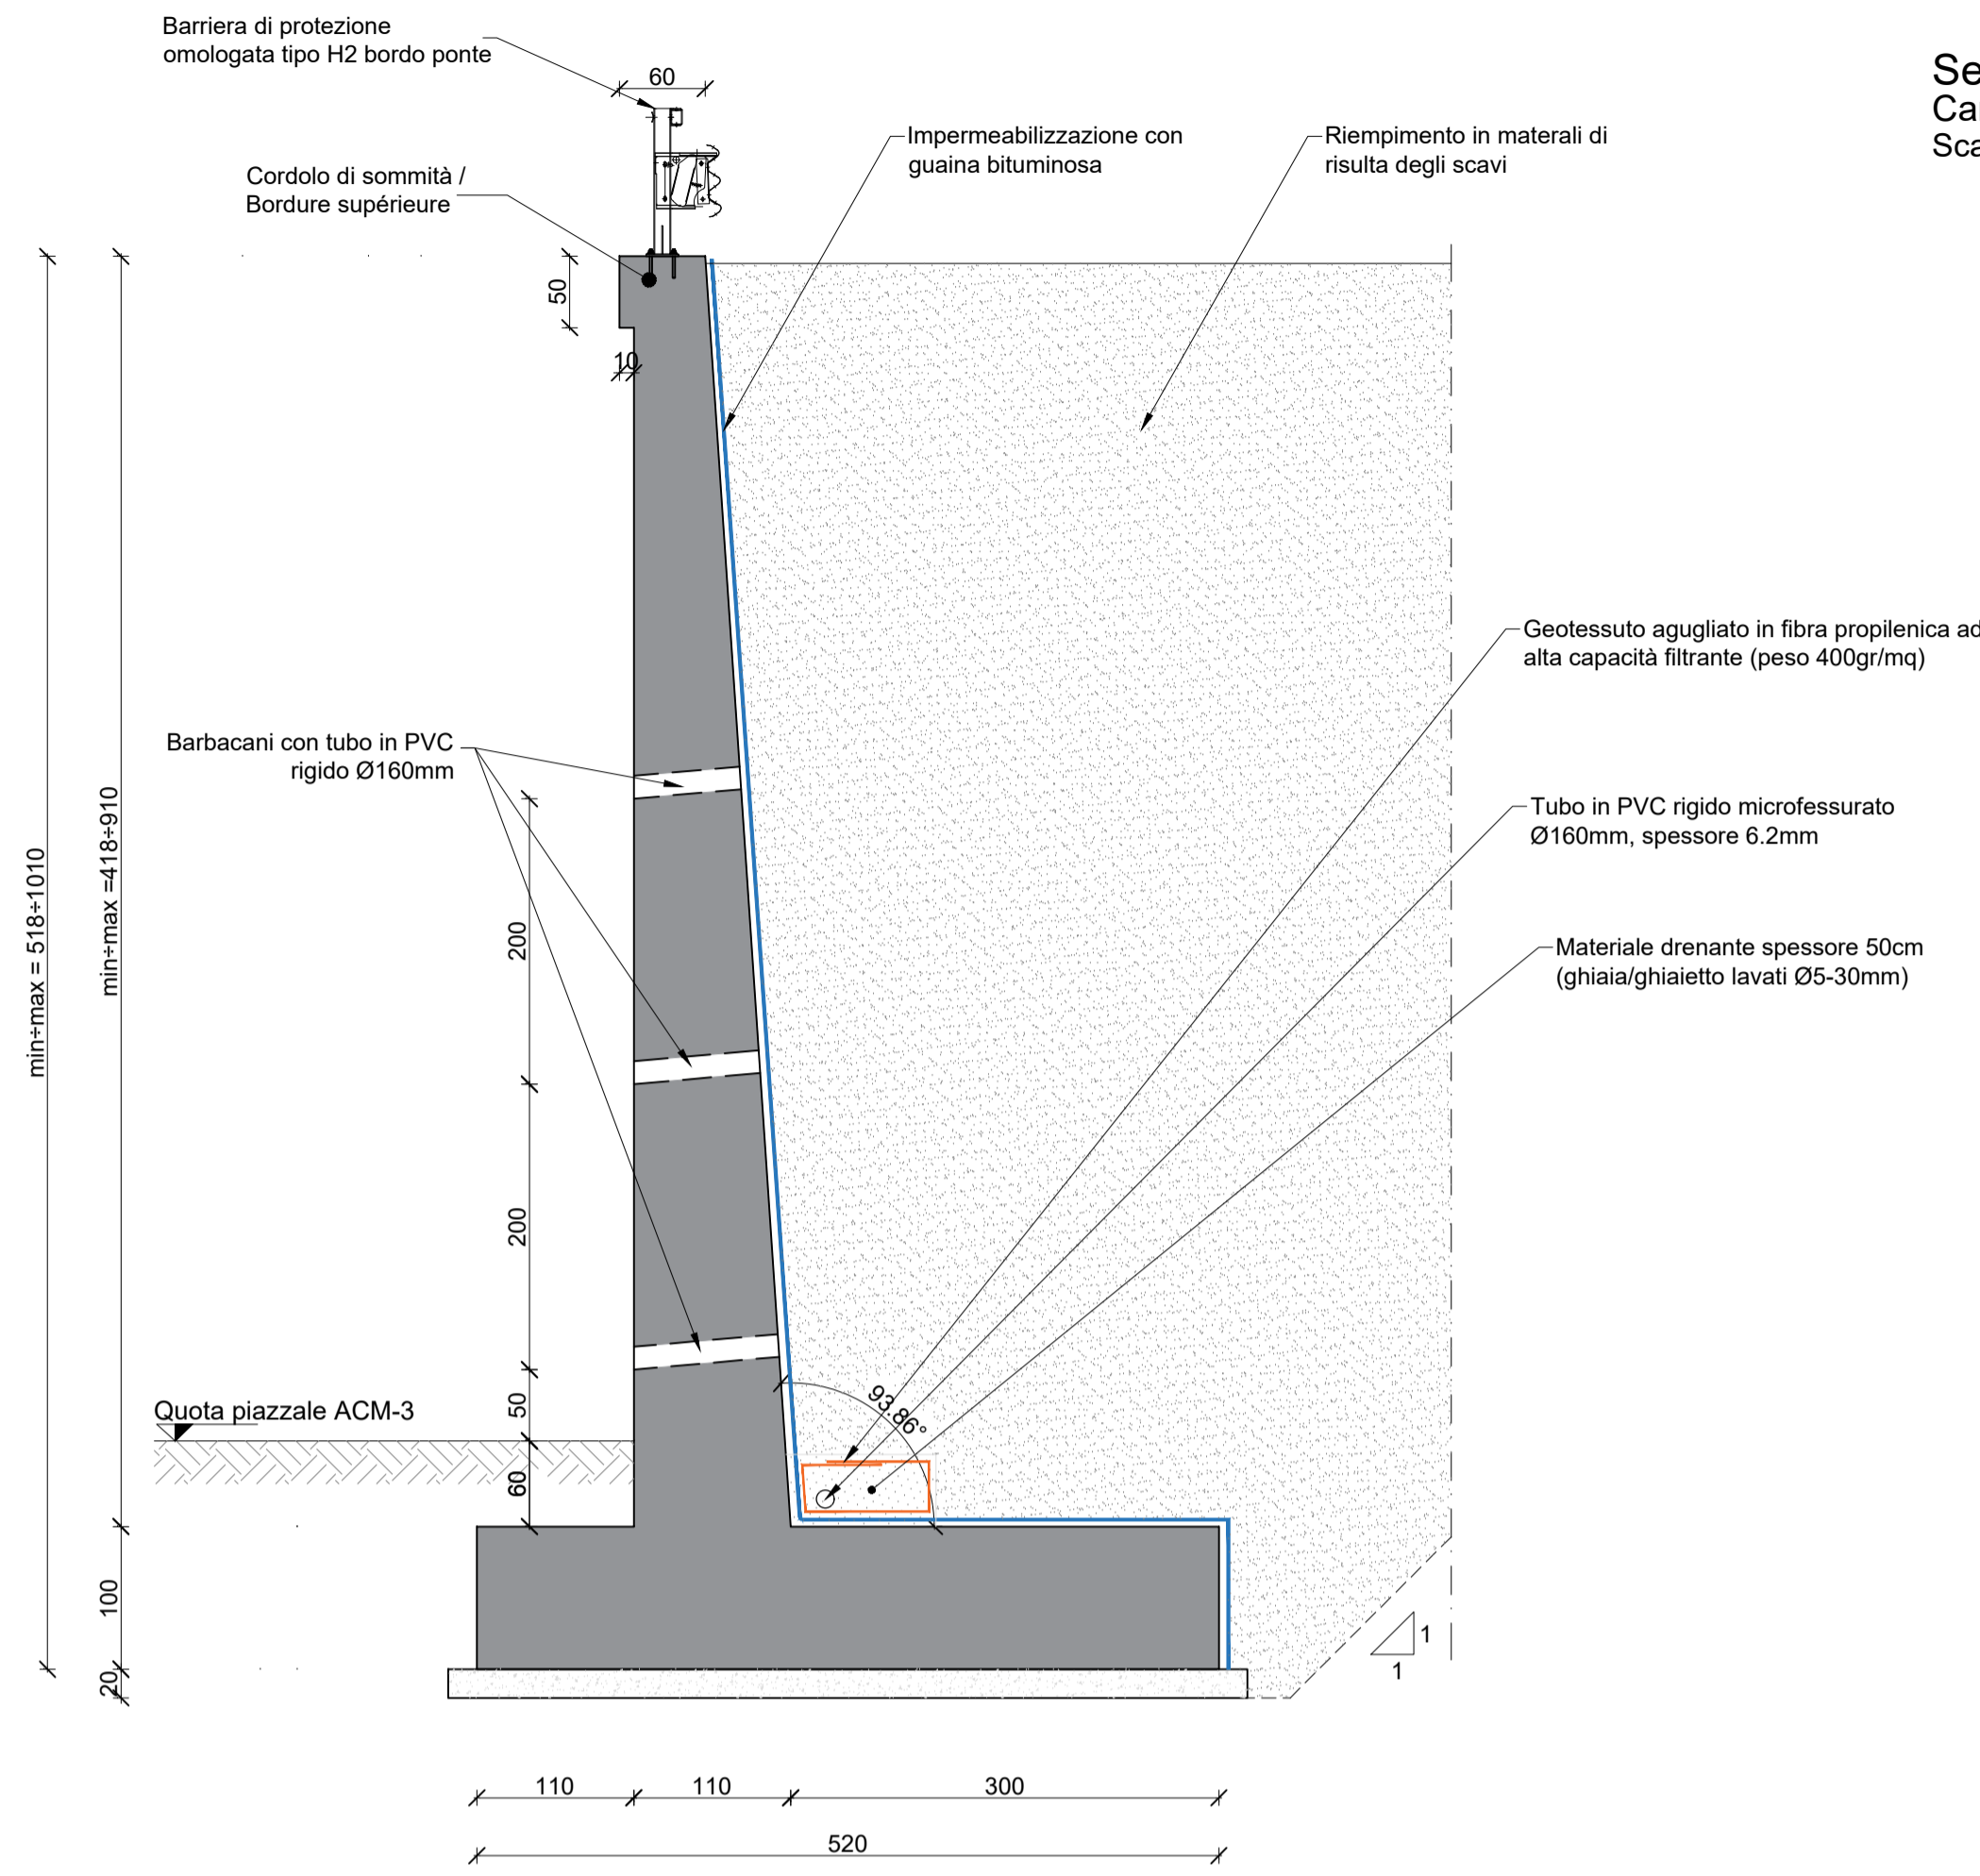 Barriera di protezione
omologata tipo H2 bordo ponte
60
Se
Car
Sca
Impermeabilizzazione con
guaina bituminosa
Riempimento in materali di
risulta degli scavi
Cordolo di sommità /
Bordure supérieure
50
10
Geotessuto agugliato in fibra propilenica ad
alta capacità filtrante (peso 400gr/mq)
Barbacani con tubo in PVC
rigido Ø160mm
Tubo in PVC rigido microfessurato
Ø160mm, spessore 6.2mm
min÷max = 518÷1010
min÷max =418÷910
200
Materiale drenante spessore 50cm
(ghiaia/ghiaietto lavati Ø5-30mm)
200
93.86°
50
Quota piazzale ACM-3
60
100
1
1
20
110
110
300
520